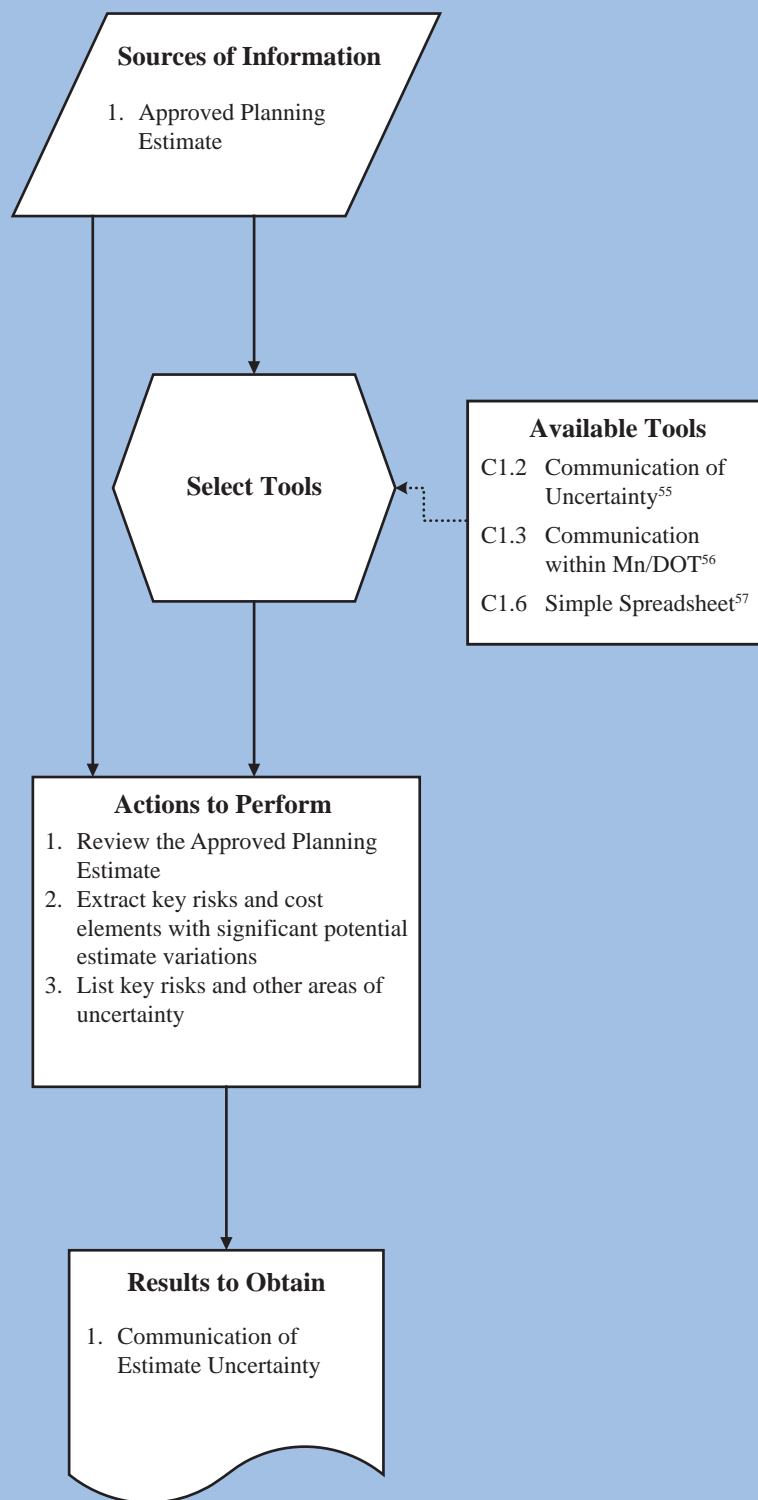 Sources of Information
1. Approved Planning
Estimate
Select Tools
Available Tools
C1.2 Communication of
Uncertainty⁵⁵
C1.3 Communication
within Mn/DOT⁵⁶
C1.6 Simple Spreadsheet⁵⁷
Actions to Perform
1. Review the Approved Planning
Estimate
2. Extract key risks and cost
elements with significant potential
estimate variations
3. List key risks and other areas of
uncertainty
Results to Obtain
1. Communication of
Estimate Uncertainty